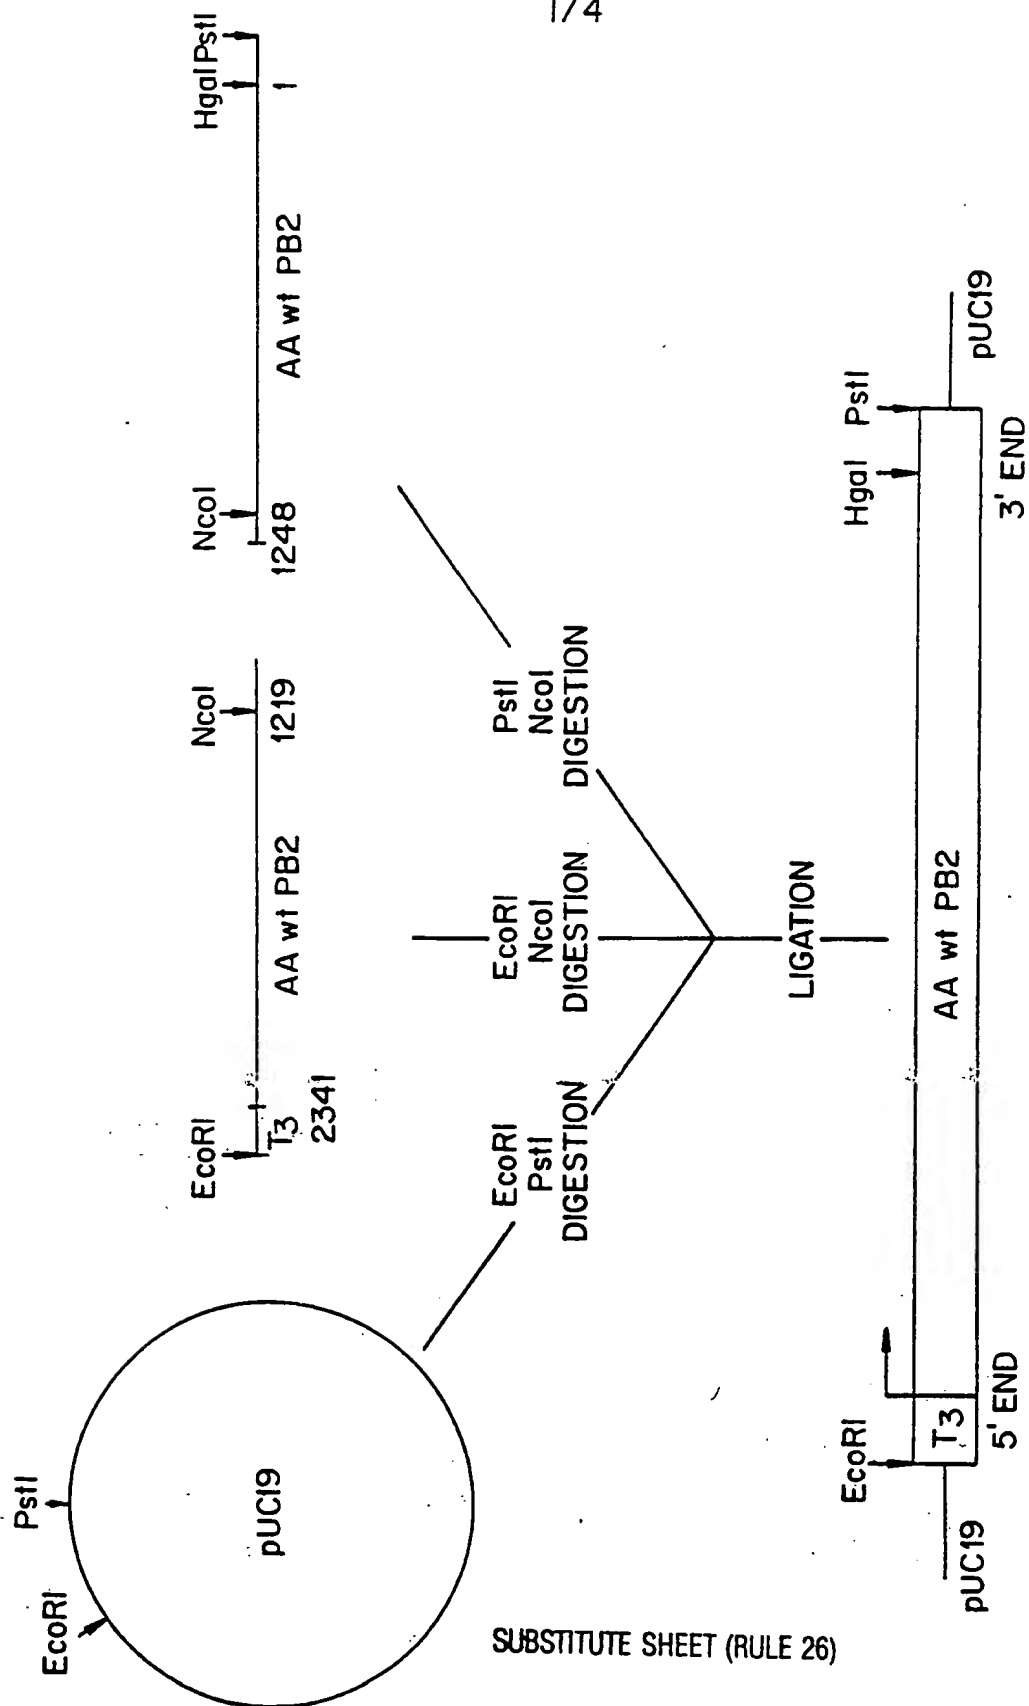 1/4
PstI
EcoRI
pUC19
EcoRI
T3
2341
AA wt PB2
NcoI
1219
NcoI
1248
AA wt PB2
HgaI
PstI
1
EcoRI
PstI
DIGESTION
EcoRI
NcoI
DIGESTION
PstI
NcoI
DIGESTION
LIGATION
pUC19
EcoRI
T3
5' END
AA wt PB2
HgaI
PstI
3' END
pUC19
SUBSTITUTE SHEET (RULE 26)